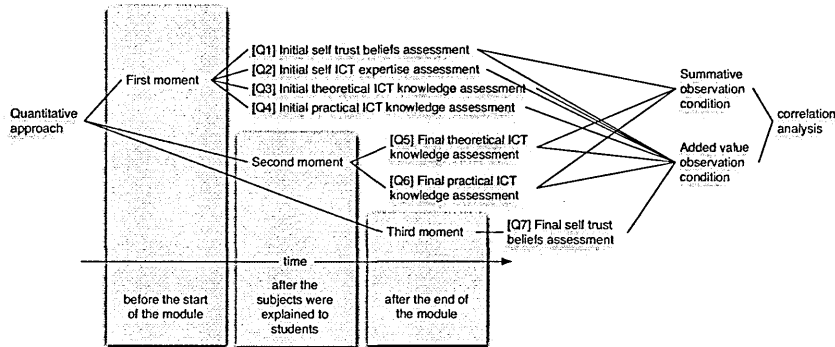 [Q1] Initial self trust beliefs assessment
[Q2] Initial self ICT expertise assessment
First moment
[Q3] Initial theoretical ICT knowledge assessment
[Q4] Initial practical ICT knowledge assessment
Summative
observation
condition
Quantitative
approach
correlation
analysis
Second moment
[Q5] Final theoretical ICT
knowledge assessment
[Q6] Final practical ICT
knowledge assessment
Added value
observation
condition
Third moment
[Q7] Final self trust
beliefs assessment
time
before the start
of the module
after the
subjects were
explained to
students
after the end of
the module